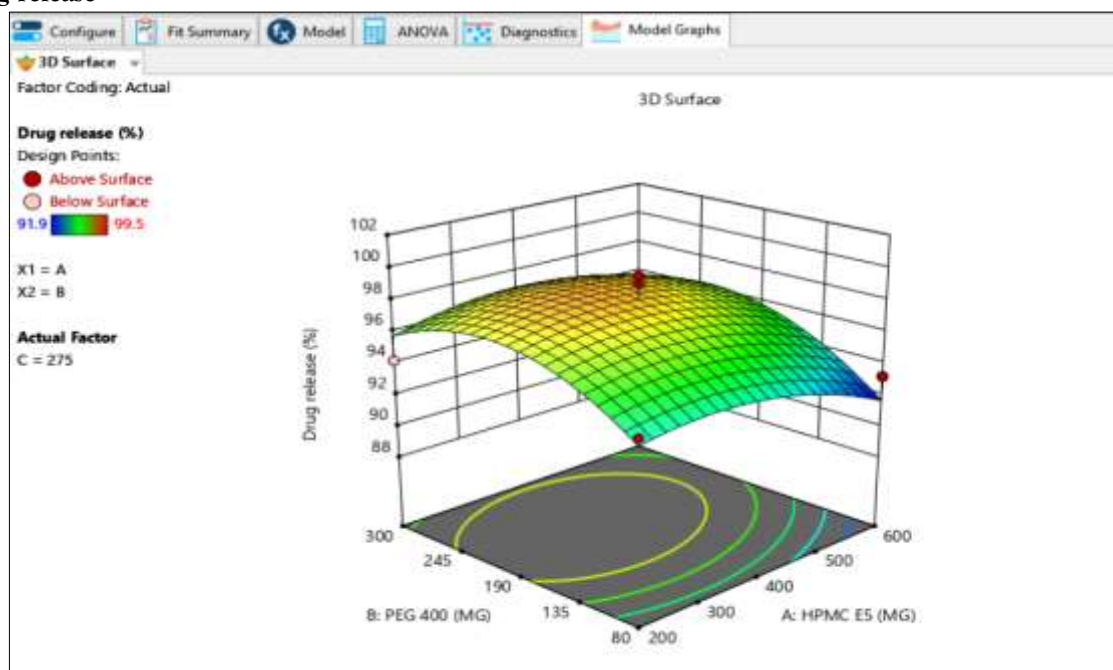 g release
Configure Fit Summary Model ANOVA Diagnostics Model Graphs
3D Surface
Factor Coding: Actual
3D Surface
Drug release (%)
Design Points:
Above Surface
Below Surface
91.9 99.5
X1 = A
X2 = B
Actual Factor
C = 275
Drug release (%)
102
100
98
96
94
92
90
88
300
245
190
135
80
200
300
400
500
600
B: PEG 400 (MG)
A: HPMC E5 (MG)